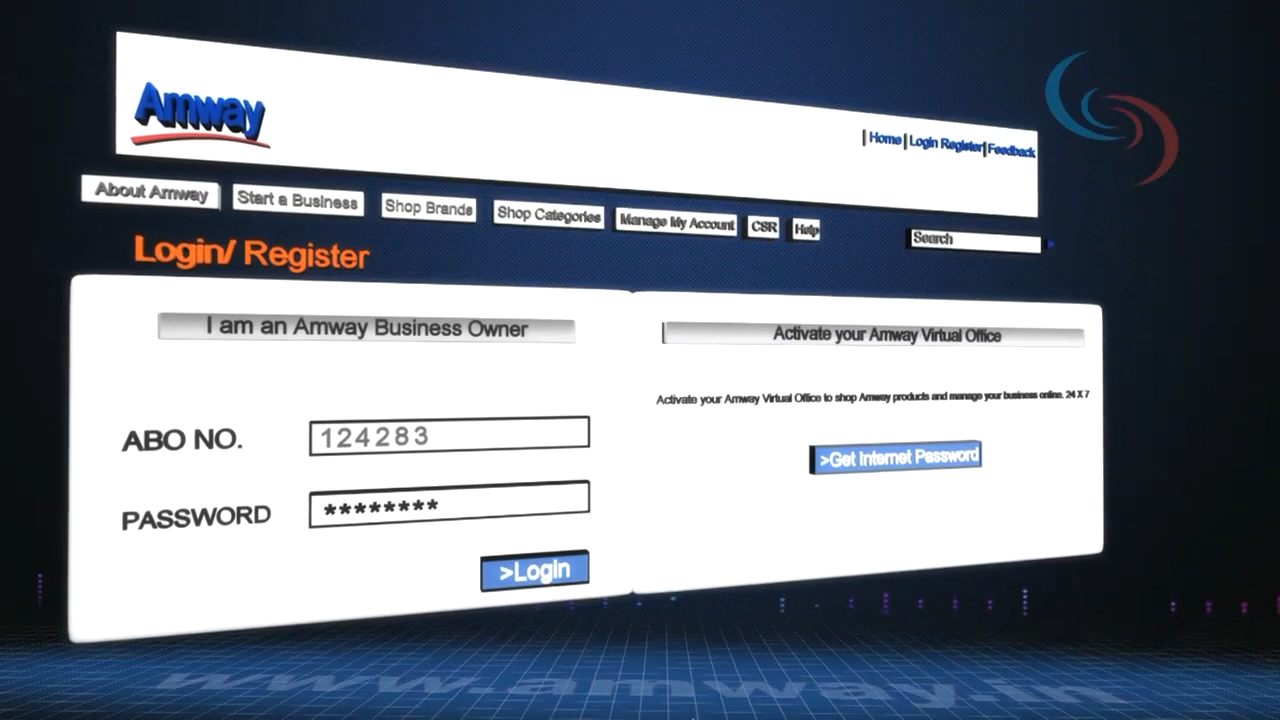 Amway
Home Login Register Feedback
About Amway Start a Business Shop Brands Shop Categories Manage My Account CSR Help
Search
Login/ Register
I am an Amway Business Owner
Activate your Amway Virtual Office
Activate your Amway Virtual Office to shop Amway products and manage your business online. 24 X 7
ABO NO. 124283
>Get Internet Password
PASSWORD ********
>Login
www.amway.in